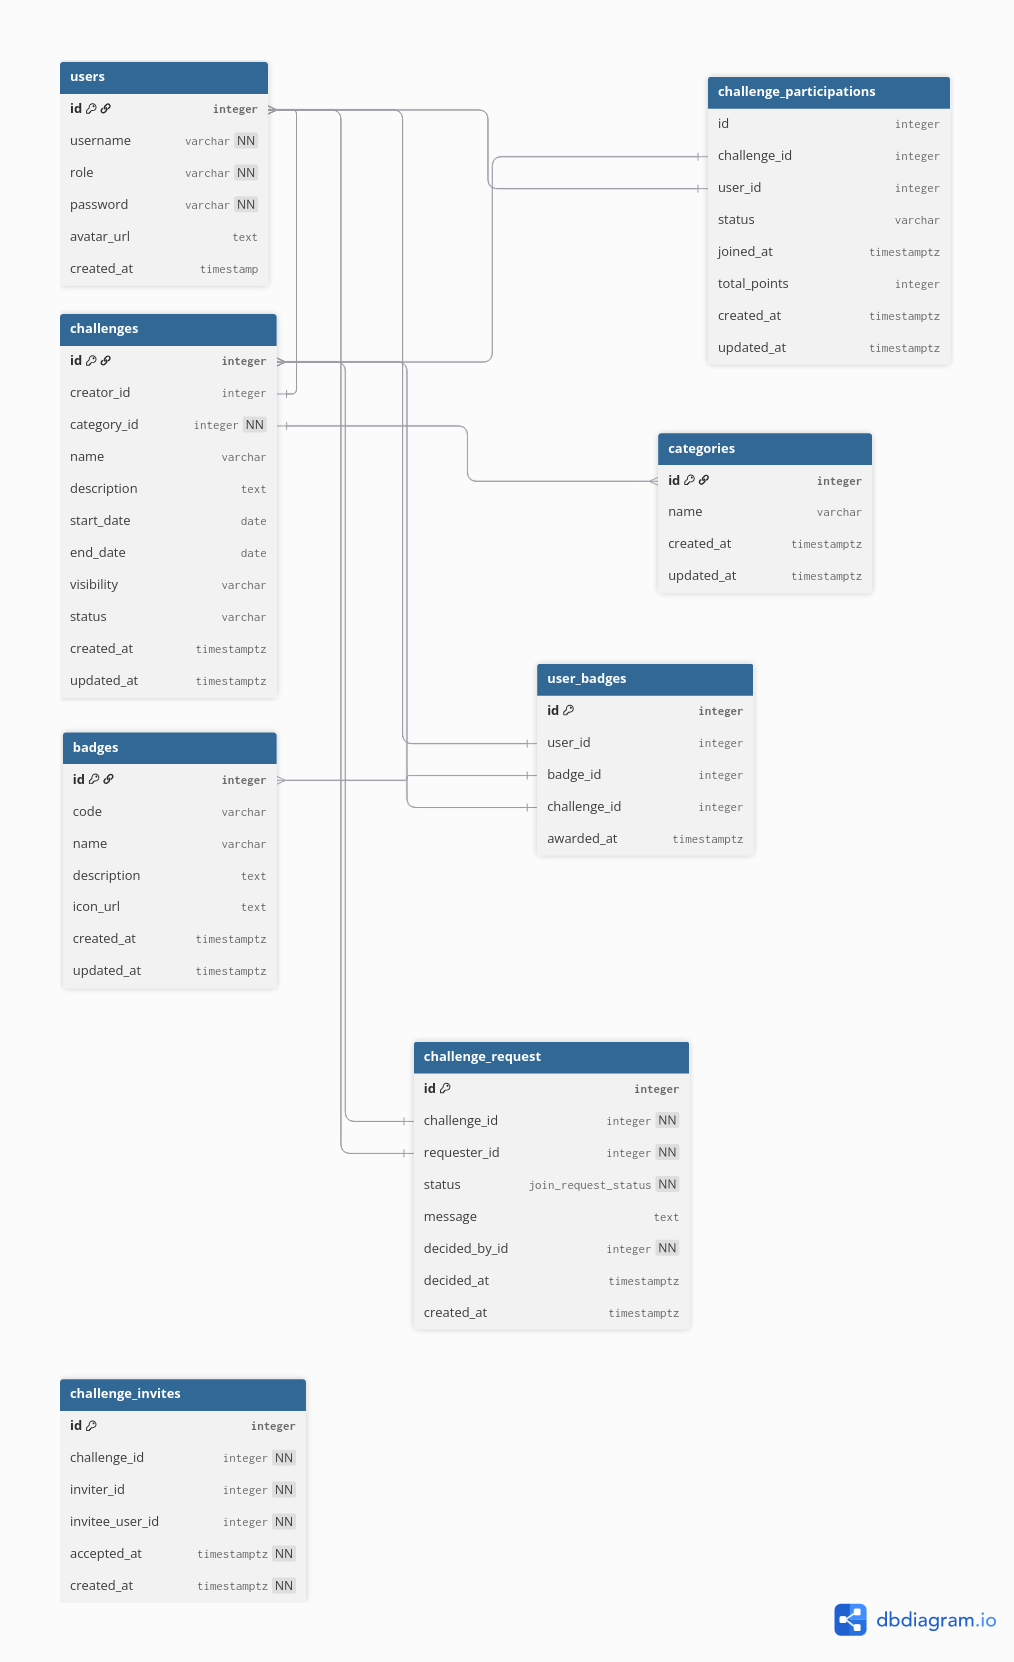 users
id integer
username varchar NN
role varchar NN
password varchar NN
avatar_url text
created_at timestamp
challenges
id integer
creator_id integer
category_id integer NN
name varchar
description text
start_date date
end_date date
visibility varchar
status varchar
created_at timestamptz
updated_at timestamptz
badges
id integer
code varchar
name varchar
description text
icon_url text
created_at timestamptz
updated_at timestamptz
challenge_participations
id integer
challenge_id integer
user_id integer
status varchar
joined_at timestamptz
total_points integer
created_at timestamptz
updated_at timestamptz
categories
id integer
name varchar
created_at timestamptz
updated_at timestamptz
user_badges
id integer
user_id integer
badge_id integer
challenge_id integer
awarded_at timestamptz
challenge_request
id integer
challenge_id integer NN
requester_id integer NN
status join_request_status NN
message text
decided_by_id integer NN
decided_at timestamptz
created_at timestamptz
challenge_invites
id integer
challenge_id integer NN
inviter_id integer NN
invitee_user_id integer NN
accepted_at timestamptz NN
created_at timestamptz NN
dbdiagram.io